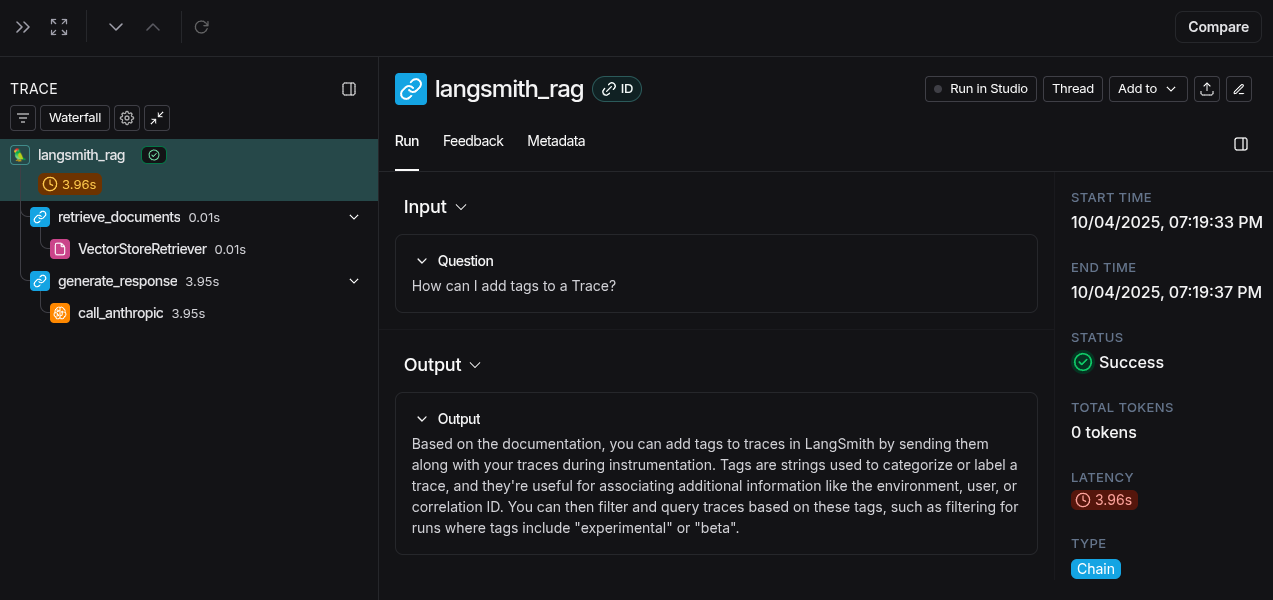 Compare
TRACE
Waterfall
langsmith_rag
3.96s
retrieve_documents 0.01s
VectorStoreRetriever 0.01s
generate_response 3.95s
call_anthropic 3.95s
langsmith_rag ID
Run in Studio Thread Add to
Run Feedback Metadata
Input
Question
How can I add tags to a Trace?
Output
Output
Based on the documentation, you can add tags to traces in LangSmith by sending them
along with your traces during instrumentation. Tags are strings used to categorize or label a
trace, and they're useful for associating additional information like the environment, user, or
correlation ID. You can then filter and query traces based on these tags, such as filtering for
runs where tags include "experimental" or "beta".
START TIME
10/04/2025, 07:19:33 PM
END TIME
10/04/2025, 07:19:37 PM
STATUS
Success
TOTAL TOKENS
0 tokens
LATENCY
3.96s
TYPE
Chain